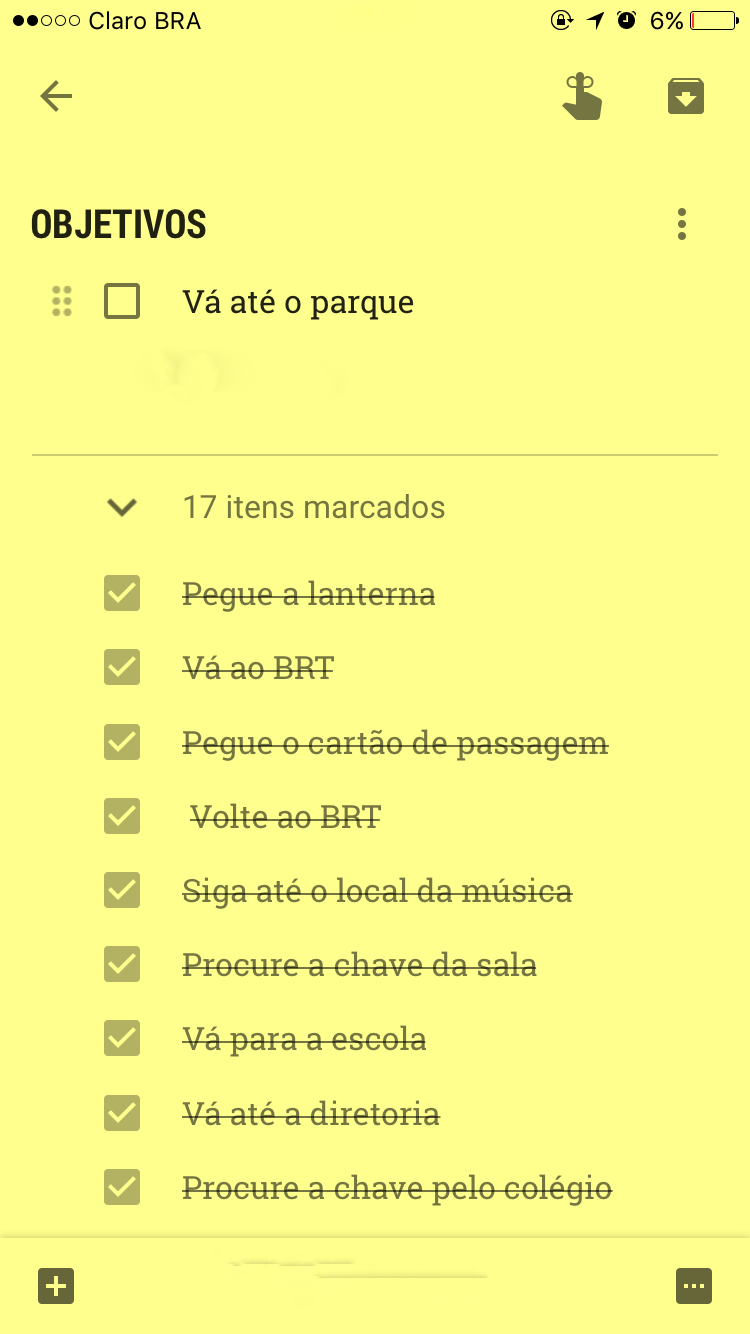 Claro BRA
6%
OBJETIVOS
Vá até o parque
17 itens marcados
Pegue a lanterna
Vá ao BRT
Pegue o cartão de passagem
Volte ao BRT
Siga até o local da música
Procure a chave da sala
Vá para a escola
Vá até a diretoria
Procure a chave pelo colégio